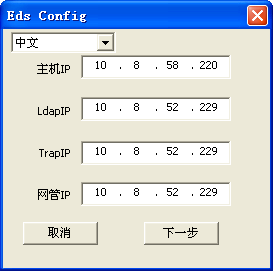 Eds Config
中文
主机IP 10 . 8 . 58 . 220
LdapIP 10 . 8 . 52 . 229
TrapIP 10 . 8 . 52 . 229
网管IP 10 . 8 . 52 . 229
取消 下一步